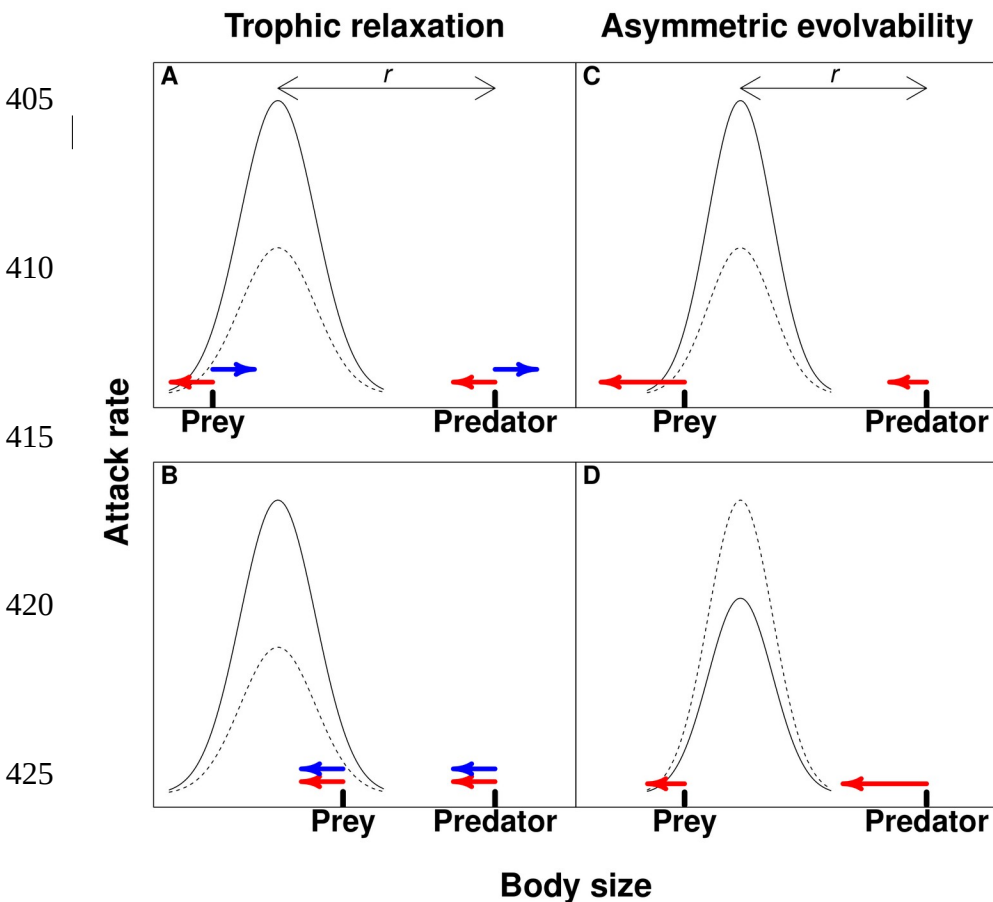 Trophic relaxation
Asymmetric evolvability
405
410
415
420
425
Attack rate
A
r
Prey
Predator
C
r
Prey
Predator
B
Prey
Predator
D
Prey
Predator
Body size